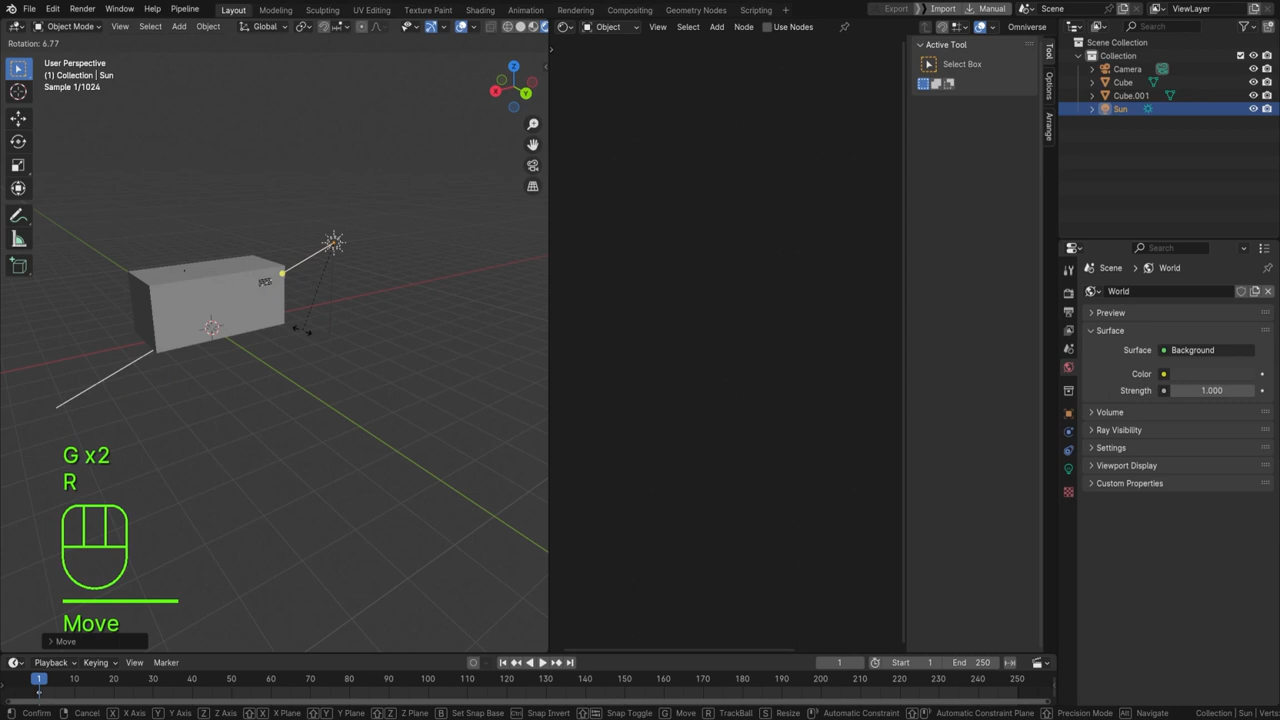 File Edit Render Window Help Pipeline Layout Modeling Sculpting UV Editing Texture Paint Shading Animation Rendering Compositing Geometry Nodes Scripting Export Import Manual Scene ViewLayer
Object Mode View Select Add Object Global Object View Select Add Node Use Nodes Omniverse Search
Rotation: 6.77
User Perspective
(1) Collection | Sun
Sample 1/1024
Z
X
Y
Active Tool
Select Box
Tool
Options
Arrange
Scene Collection
Collection
Camera
Cube
Cube.001
Sun
Search
Scene World
World
Preview
Surface
Surface Background
Color
Strength 1.000
Volume
Ray Visibility
Settings
Viewport Display
Custom Properties
G x2
R
Move
Move
Playback Keying View Marker 1 Start 1 End 250
1 10 20 30 40 50 60 70 80 90 100 110 120 130 140 150 160 170 180 190 200 210 220 230 240 250
Confirm Cancel X X Axis Y Y Axis Z Z Axis X X Plane Y Y Plane Z Z Plane B Set Snap Base Ctrl Snap Invert Snap Toggle G Move R TrackBall S Resize Automatic Constraint Automatic Constraint Plane Precision Mode Alt Navigate Collection | Sun | Verts